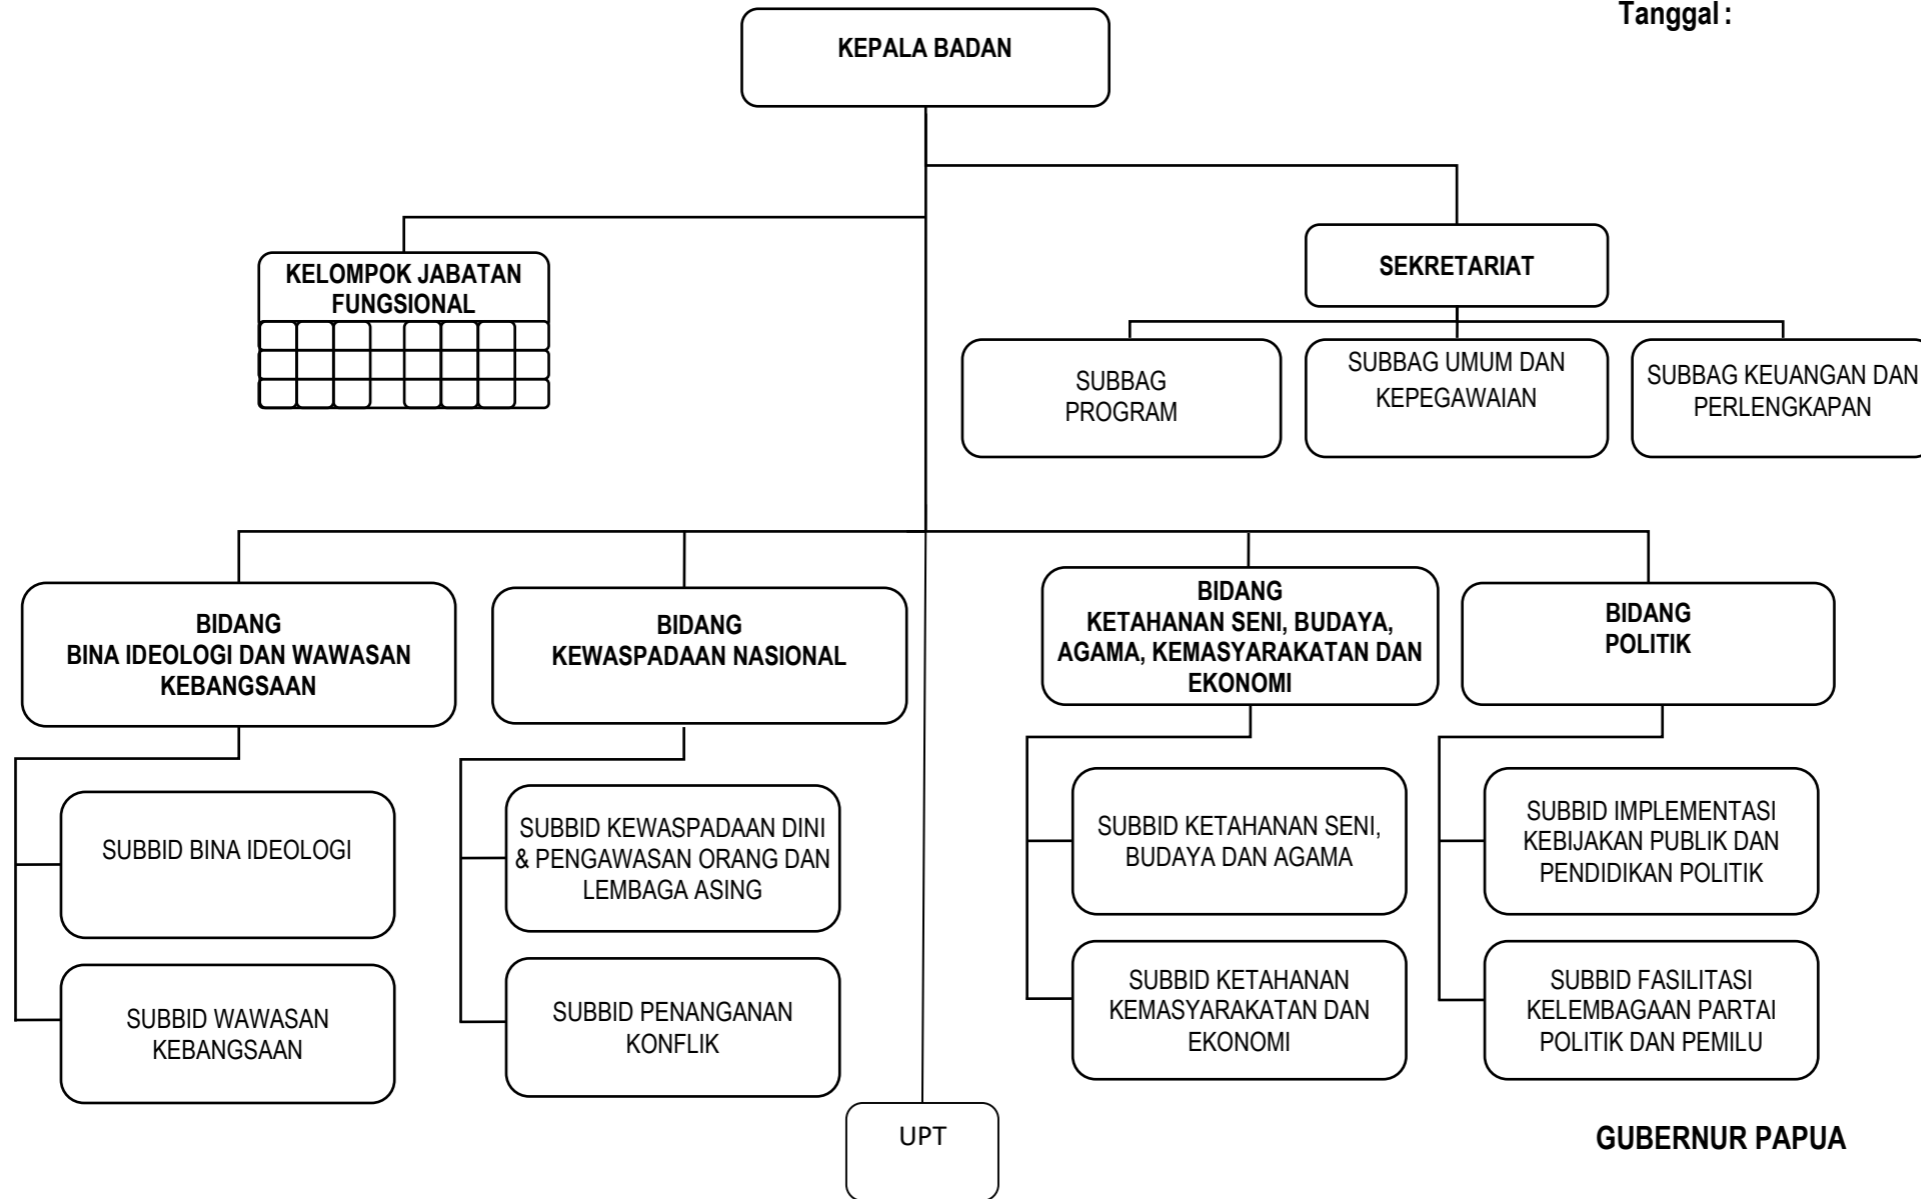 Tanggal :
KEPALA BADAN
KELOMPOK JABATAN
FUNGSIONAL
SEKRETARIAT
SUBBAG
PROGRAM
SUBBAG UMUM DAN
KEPEGAWAIAN
SUBBAG KEUANGAN DAN
PERLENGKAPAN
BIDANG
BINA IDEOLOGI DAN WAWASAN
KEBANGSAAN
BIDANG
KEWASPADAAN NASIONAL
BIDANG
KETAHANAN SENI, BUDAYA,
AGAMA, KEMASYARAKATAN DAN
EKONOMI
BIDANG
POLITIK
SUBBID BINA IDEOLOGI
SUBBID WAWASAN
KEBANGSAAN
SUBBID KEWASPADAAN DINI
& PENGAWASAN ORANG DAN
LEMBAGA ASING
SUBBID PENANGANAN
KONFLIK
SUBBID KETAHANAN SENI,
BUDAYA DAN AGAMA
SUBBID KETAHANAN
KEMASYARAKATAN DAN
EKONOMI
SUBBID IMPLEMENTASI
KEBIJAKAN PUBLIK DAN
PENDIDIKAN POLITIK
SUBBID FASILITASI
KELEMBAGAAN PARTAI
POLITIK DAN PEMILU
UPT
GUBERNUR PAPUA